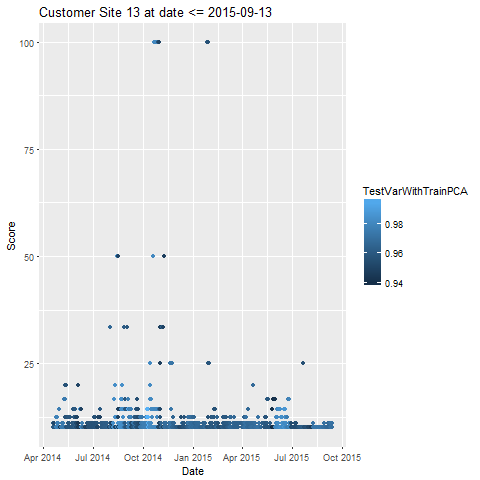 Customer Site 13 at date <= 2015-09-13
100
75
50
25
Score
Apr 2014 Jul 2014 Oct 2014 Jan 2015 Apr 2015 Jul 2015 Oct 2015
Date
TestVarWithTrainPCA
0.98
0.96
0.94